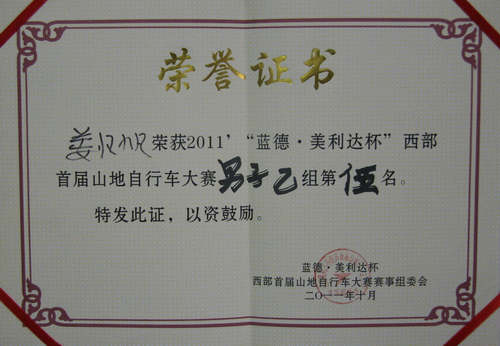 荣誉证书
姜 荣获2011’“蓝德·美利达杯”西部
首届山地自行车大赛男子乙组第伍名。
特发此证，以资鼓励。
蓝德·美利达杯
西部首届山地自行车大赛赛事组委会
二〇一一年十月